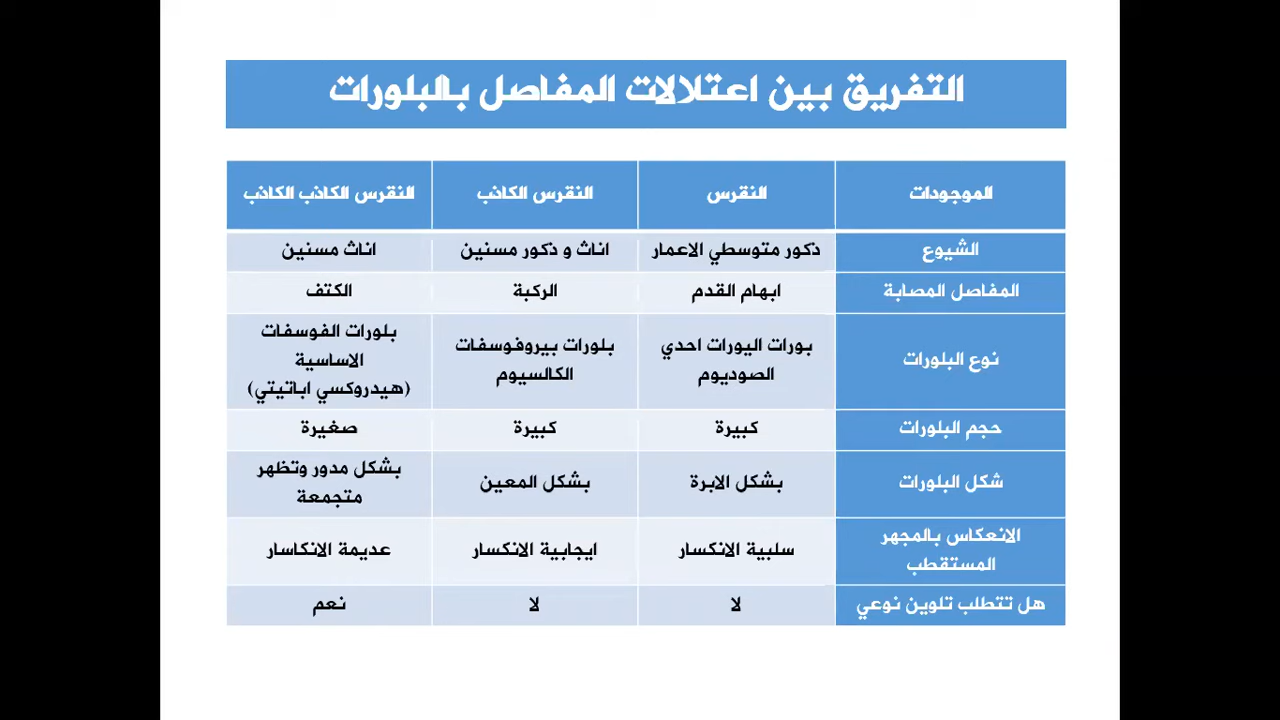 التفريق بين اعتلالات المفاصل بالبلورات
الموجودات
النقرس
النقرس الكاذب
النقرس الكاذب الكاذب
الشيوع
ذكور متوسطي الاعمار
اناث و ذكور مسنين
اناث مسنين
المفاصل المصابة
ابهام القدم
الركبة
الكتف
نوع البلورات
بورات اليورات احدي
الصوديوم
بلورات بيروفوسفات
الكالسيوم
بلورات الفوسفات
الاساسية
(هيدروكسي اباتيتي)
حجم البلورات
كبيرة
كبيرة
صغيرة
شكل البلورات
بشكل الابرة
بشكل المعين
بشكل مدور وتظهر
متجمعة
الانعكاس بالمجهر
المستقطب
سلبية الانكسار
ايجابية الانكسار
عديمة الانكاسار
هل تتطلب تلوين نوعي
لا
لا
نعم